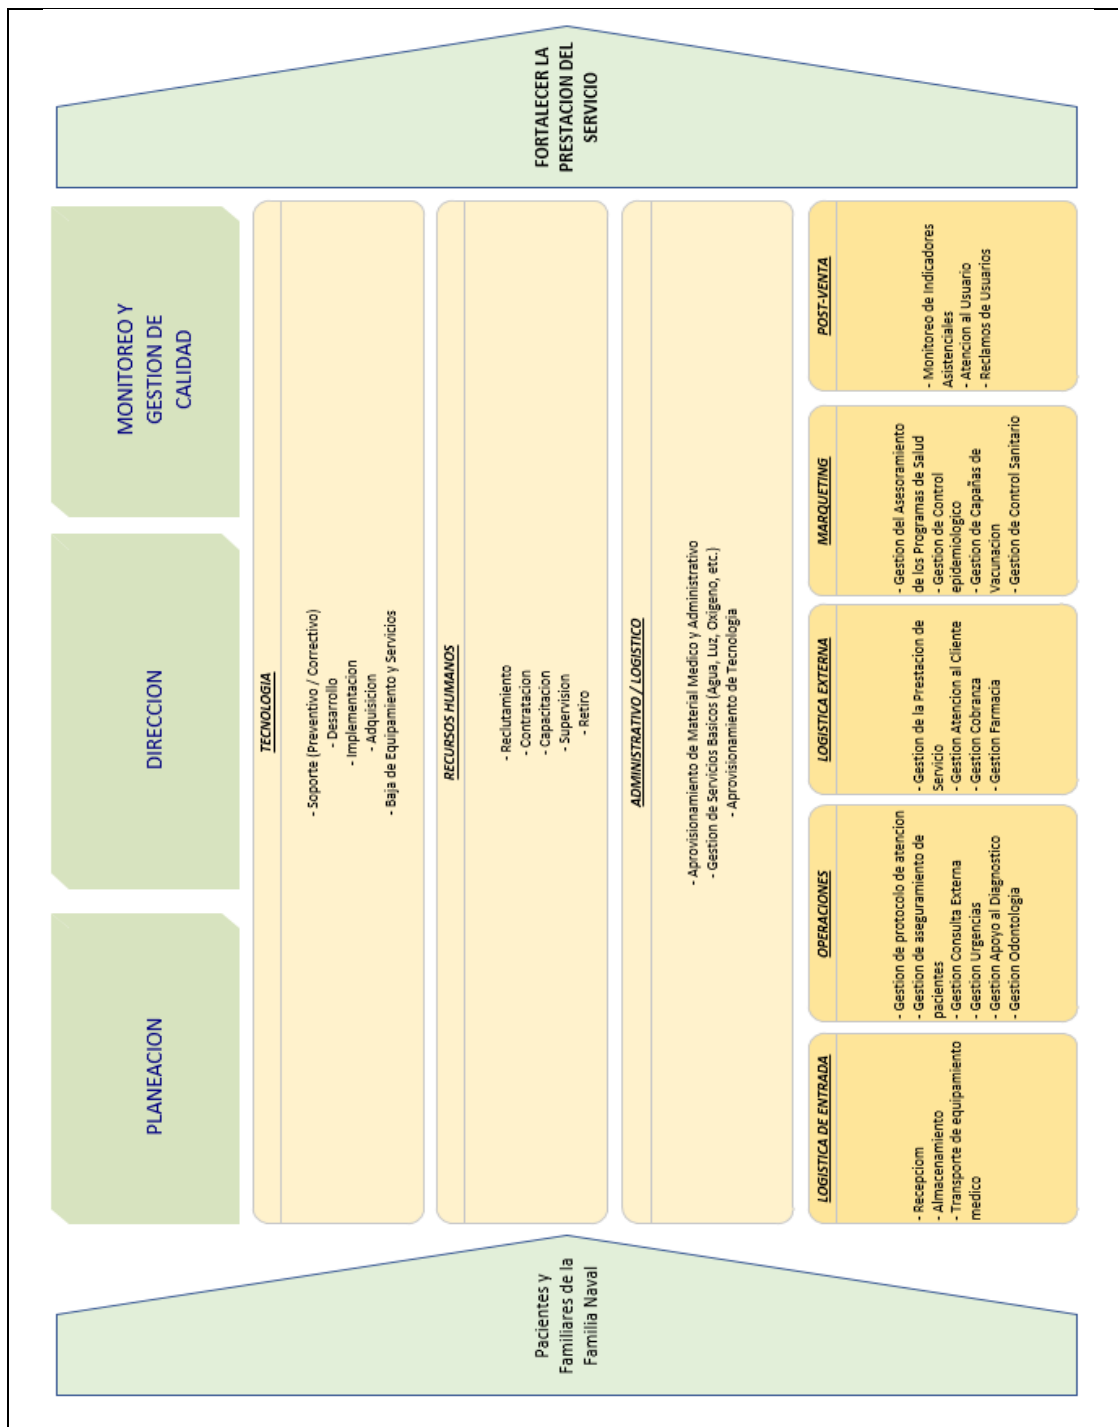 PLANEACION
DIRECCION
MONITOREO Y
GESTION DE
CALIDAD
Pacientes y
Familiares de la
Familia Naval
TECNOLOGIA
- Soporte (Preventivo / Correctivo)
- Desarrollo
- Implementacion
- Adquisicion
- Baja de Equipamiento y Servicios
RECURSOS HUMANOS
- Reclutamiento
- Contratacion
- Capacitacion
- Supervision
- Retiro
ADMINISTRATIVO / LOGISTICO
- Aprovisionamiento de Material Medico y Administrativo
- Gestion de Servicios Basicos (Agua, Luz, Oxigeno, etc.)
- Aprovisionamiento de Tecnologia
LOGISTICA DE ENTRADA
- Recepciom
- Almacenamiento
- Transporte de equipamiento
medico
OPERACIONES
- Gestion de protocolo de atencion
- Gestion de aseguramiento de
pacientes
- Gestion Consulta Externa
- Gestion Urgencias
- Gestion Apoyo al Diagnostico
- Gestion Odontologia
LOGISTICA EXTERNA
- Gestion de la Prestacion de
Servicio
- Gestion Atencion al Cliente
- Gestion Cobranza
- Gestion Farmacia
MARQUETING
- Gestion del Asesoramiento
de los Programas de Salud
- Gestion de Control
epidemiologico
- Gestion de Capañas de
Vacunacion
- Gestion de Control Sanitario
POST-VENTA
- Monitoreo de Indicadores
Asistenciales
- Atencion al Usuario
- Reclamos de Usuarios
FORTALECER LA
PRESTACION DEL
SERVICIO